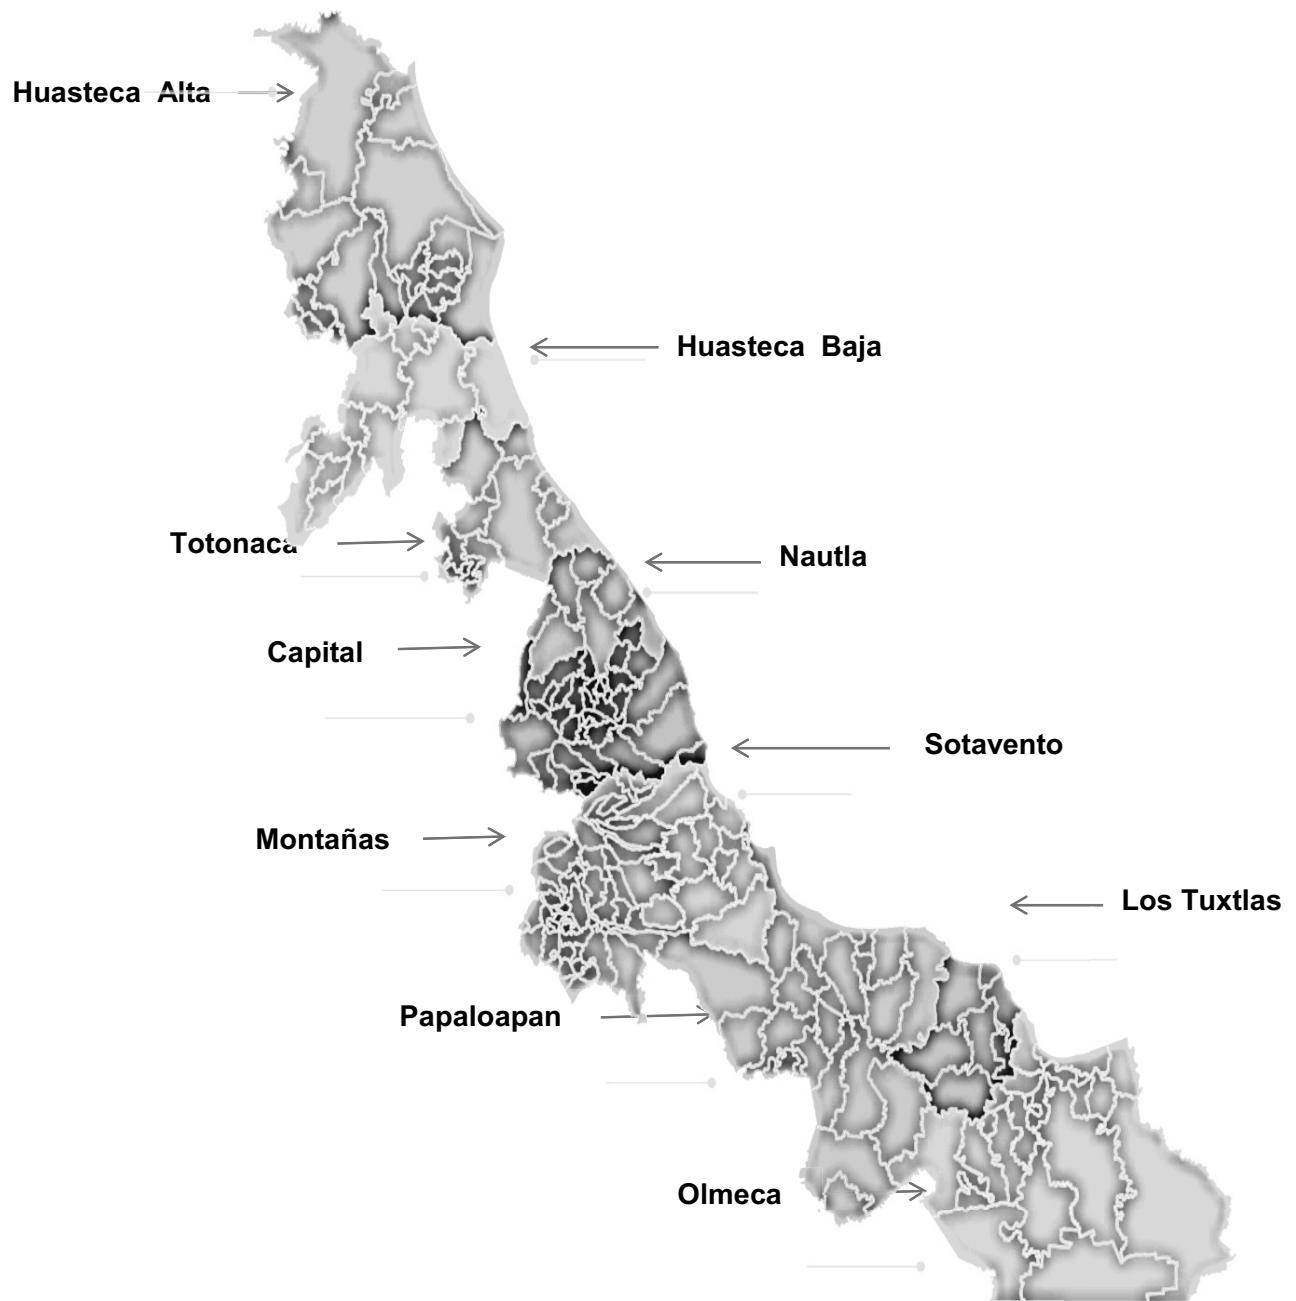 Huasteca Alta
Huasteca Baja
Totonaca
Nautla
Capital
Sotavento
Montañas
Los Tuxtlas
Papaloapan
Olmeca